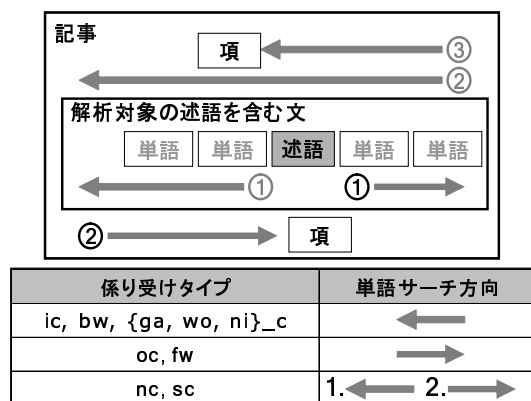 記事
項 ③
②
解析対象の述語を含む文
単語 単語 述語 単語 単語
① ①
② 項
係り受けタイプ 単語サーチ方向
ic, bw, {ga, wo, ni}_c
oc, fw
nc, sc 1. 2.